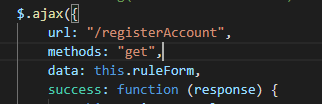 $.ajax({
url: "/registerAccount",
methods: "get",
data: this.ruleForm,
success: function (response) {